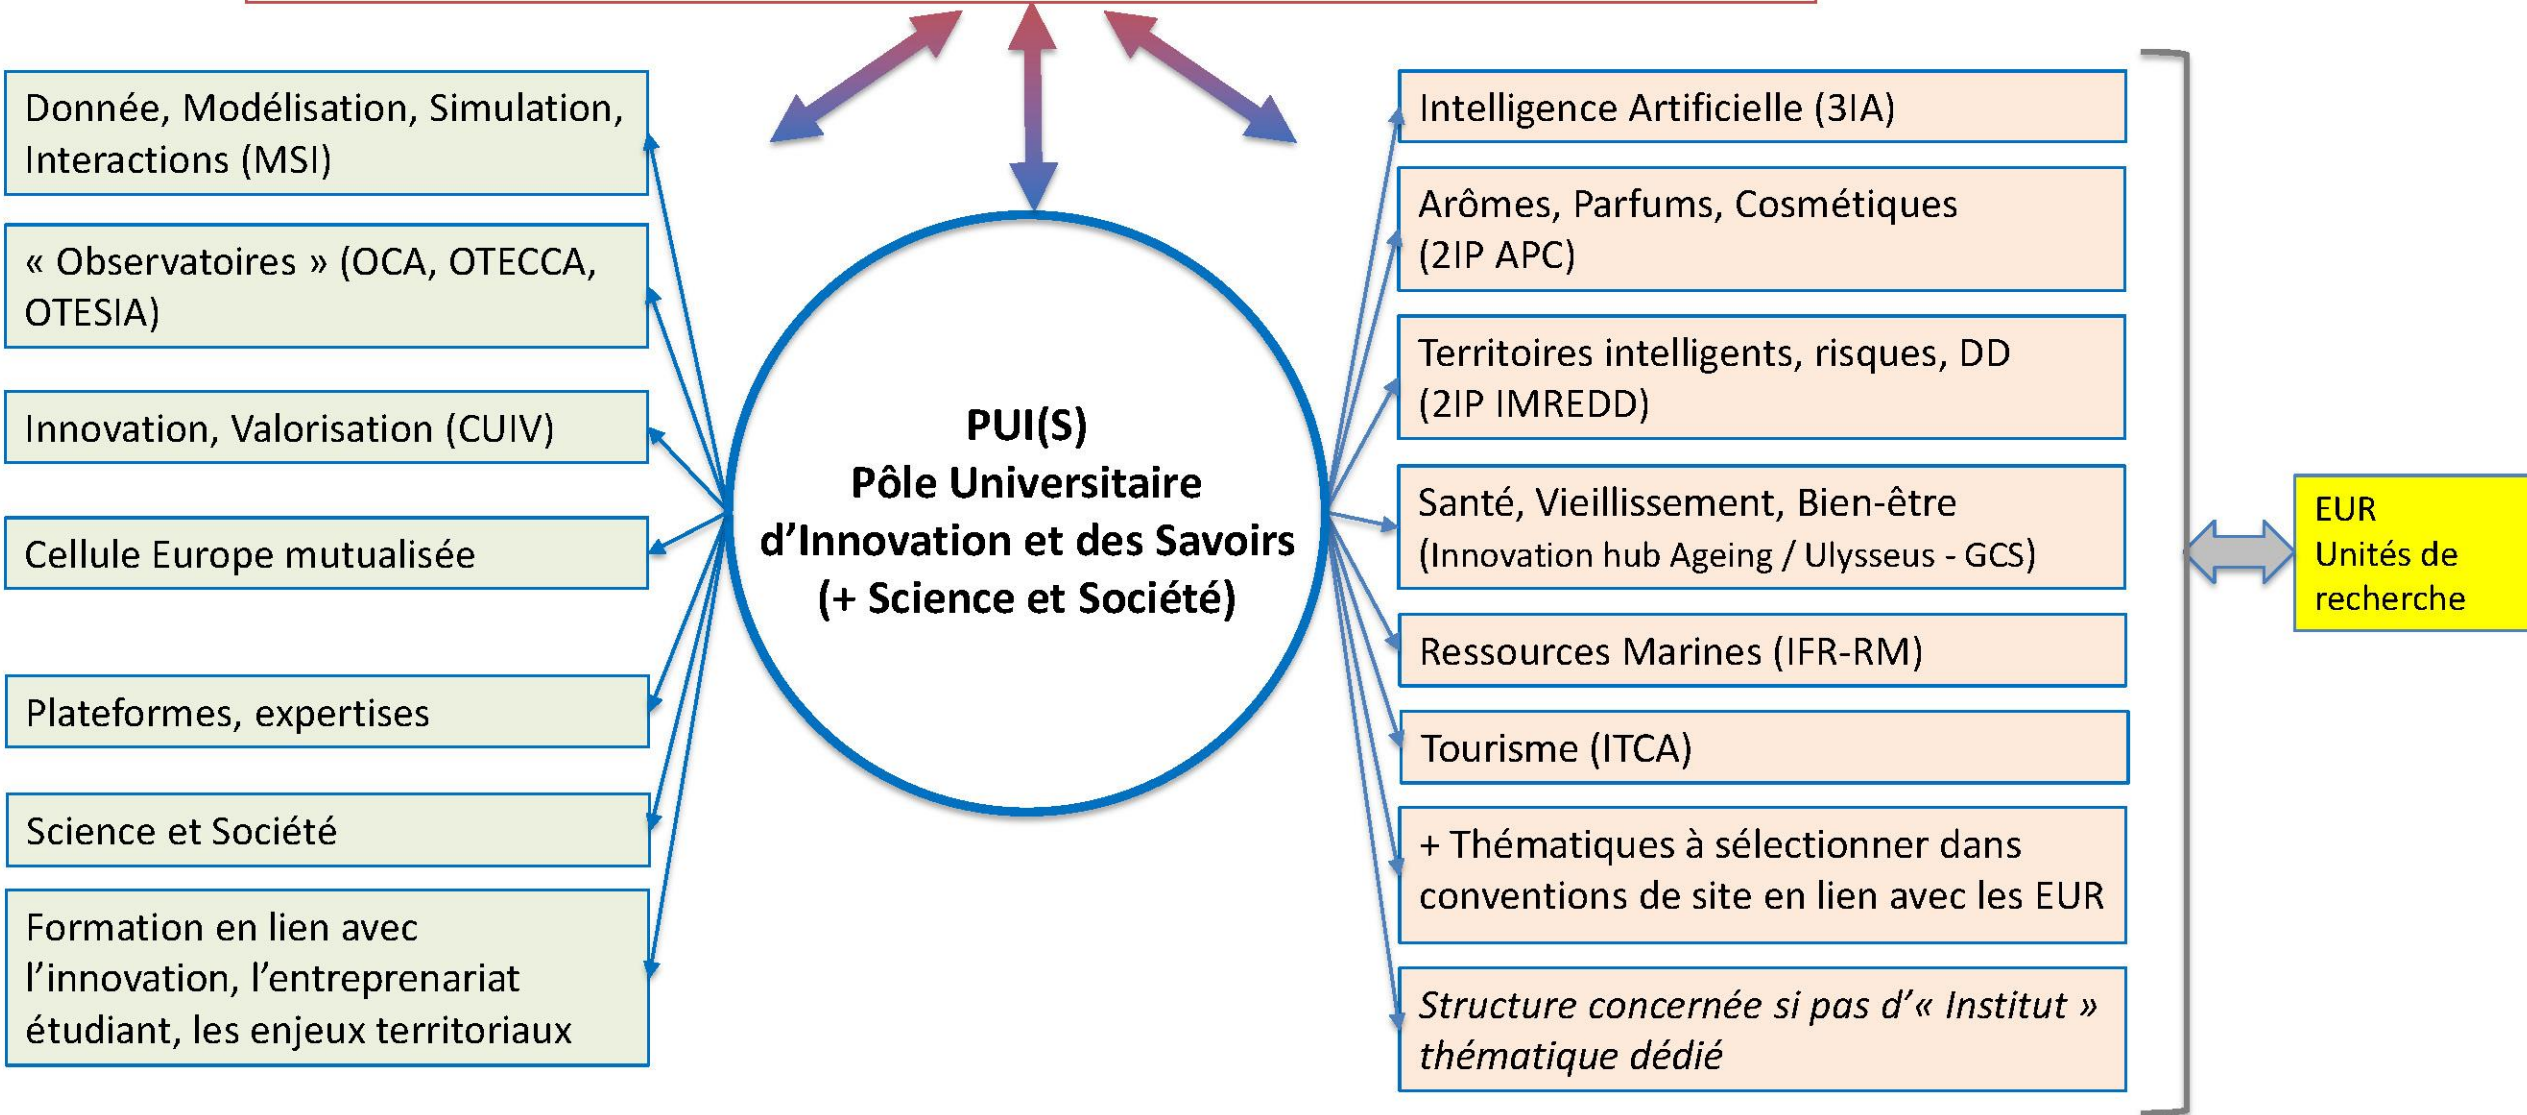 Donnée, Modélisation, Simulation,
Interactions (MSI)
« Observatoires » (OCA, OTECCA,
OTESIA)
Innovation, Valorisation (CUIV)
Cellule Europe mutualisée
Plateformes, expertises
Science et Société
Formation en lien avec
l’innovation, l’entreprenariat
étudiant, les enjeux territoriaux
PUI(S)
Pôle Universitaire
d’Innovation et des Savoirs
(+ Science et Société)
Intelligence Artificielle (3IA)
Arômes, Parfums, Cosmétiques
(2IP APC)
Territoires intelligents, risques, DD
(2IP IMREDD)
Santé, Vieillissement, Bien-être
(Innovation hub Ageing / Ulysseus - GCS)
Ressources Marines (IFR-RM)
Tourisme (ITCA)
+ Thématiques à sélectionner dans
conventions de site en lien avec les EUR
Structure concernée si pas d’« Institut »
thématique dédié
EUR
Unités de
recherche